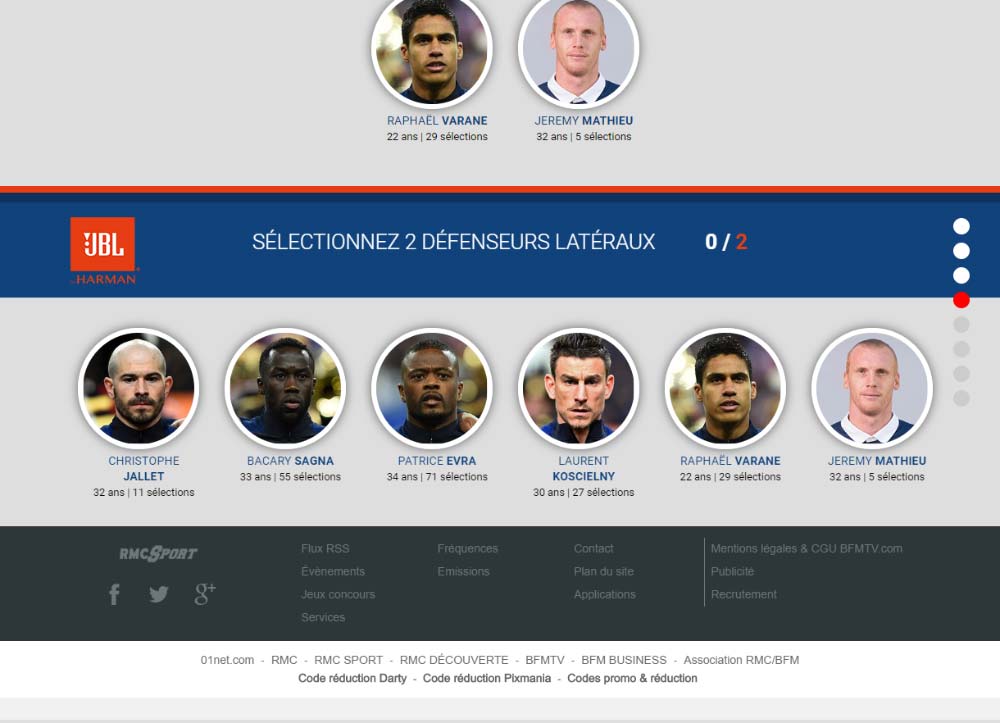 RAPHAËL VARANE
22 ans | 29 sélections
JEREMY MATHIEU
32 ans | 5 sélections
JBL
by HARMAN
SÉLECTIONNEZ 2 DÉFENSEURS LATÉRAUX
0 / 2
CHRISTOPHE
JALLET
32 ans | 11 sélections
BACARY SAGNA
33 ans | 55 sélections
PATRICE EVRA
34 ans | 71 sélections
LAURENT
KOSCIELNY
30 ans | 27 sélections
RAPHAËL VARANE
22 ans | 29 sélections
JEREMY MATHIEU
32 ans | 5 sélections
RMC SPORT
Flux RSS
Évènements
Jeux concours
Services
Fréquences
Emissions
Contact
Plan du site
Applications
Mentions légales & CGU BFMTV.com
Publicité
Recrutement
01net.com - RMC - RMC SPORT - RMC DÉCOUVERTE - BFMTV - BFM BUSINESS - Association RMC/BFM
Code réduction Darty - Code réduction Pixmania - Codes promo & réduction